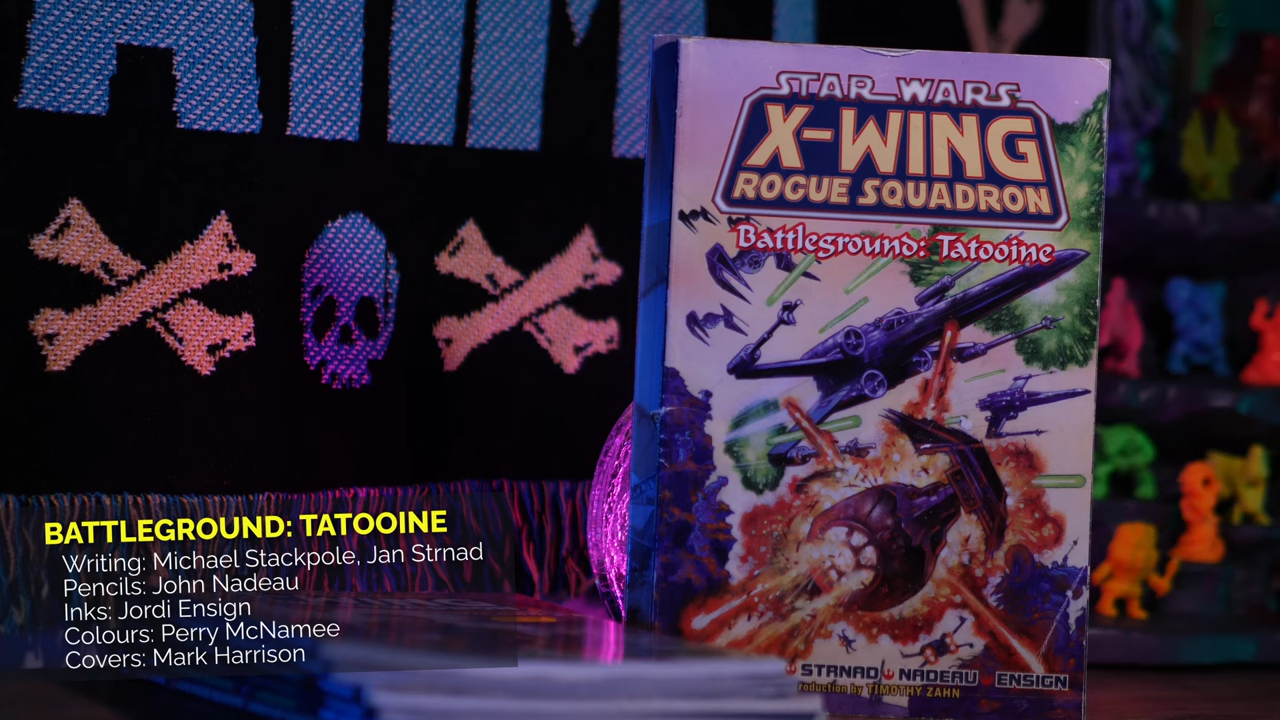 STAR WARS
X-WING
ROGUE SQUADRON
Battleground: Tatooine
STRNAD NADEAU ENSIGN
roduction by TIMOTHY ZAHN
BATTLEGROUND: TATOOINE
Writing: Michael Stackpole, Jan Strnad
Pencils: John Nadeau
Inks: Jordi Ensign
Colours: Perry McNamee
Covers: Mark Harrison